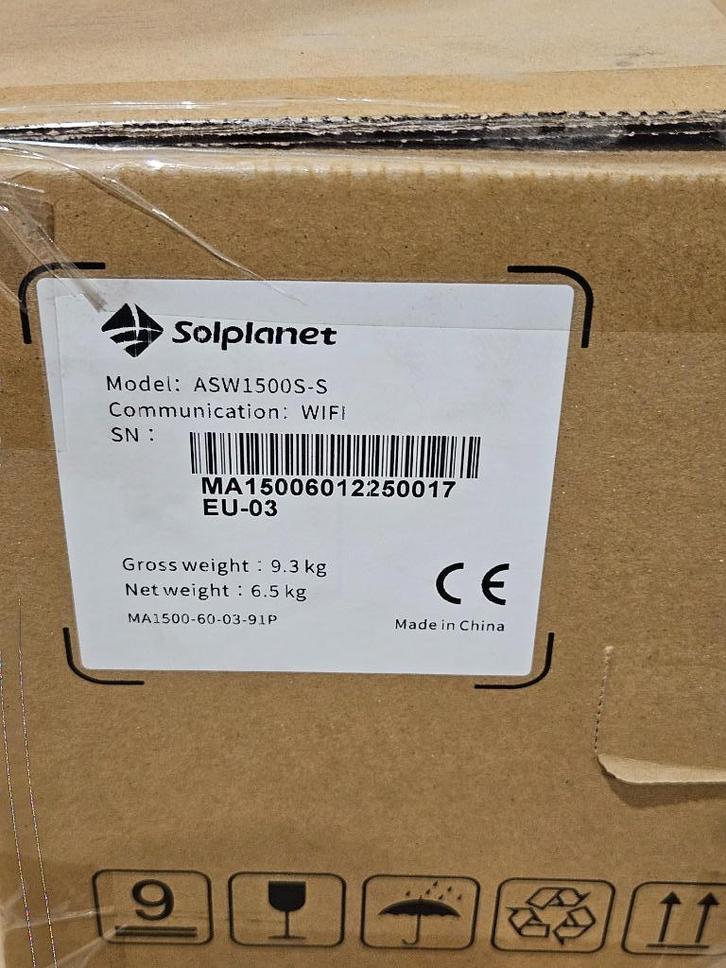 Solplanet
Model: ASW1500S-S
Communication: WIFI
SN :
MA15006012250017
EU-03
Gross weight : 9.3 kg
Net weight : 6.5 kg
MA1500-60-03-91P
CE
Made in China
9